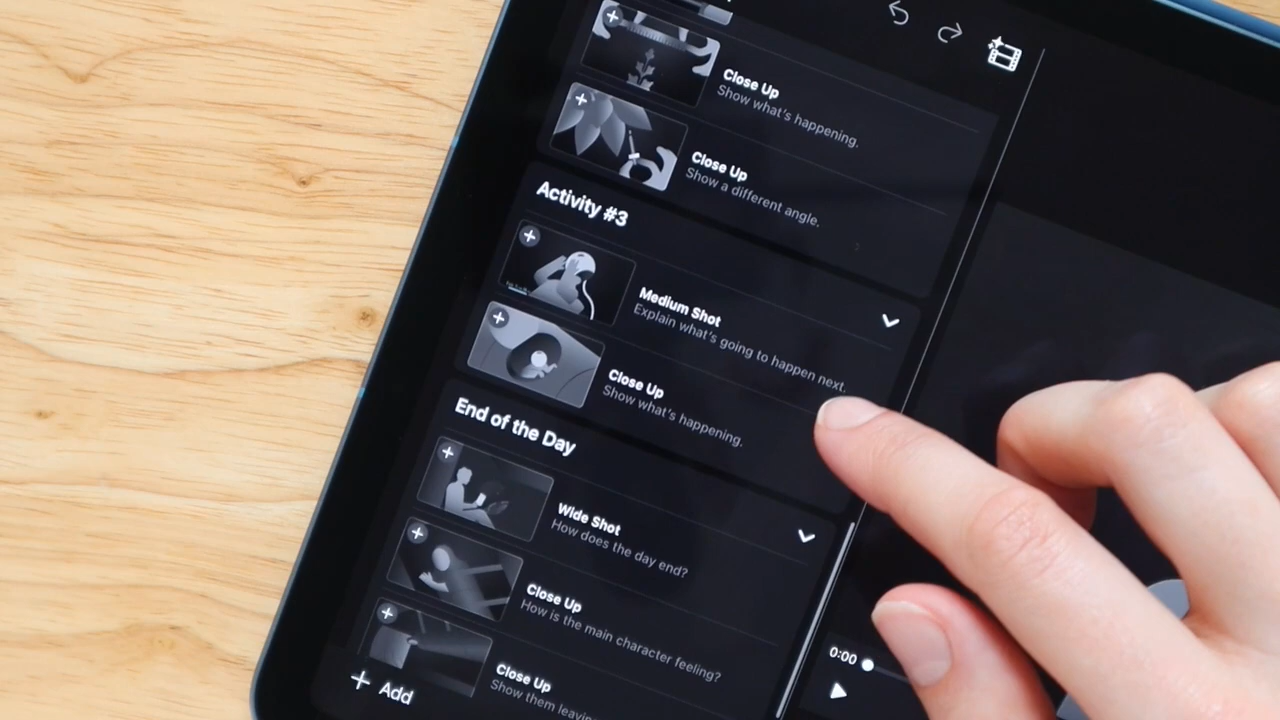 Close Up
Show what's happening.
Close Up
Show a different angle.
Activity #3
Medium Shot
Explain what's going to happen next.
Close Up
Show what's happening.
End of the Day
Wide Shot
How does the day end?
Close Up
How is the main character feeling?
Close Up
Show them
Add
0:00